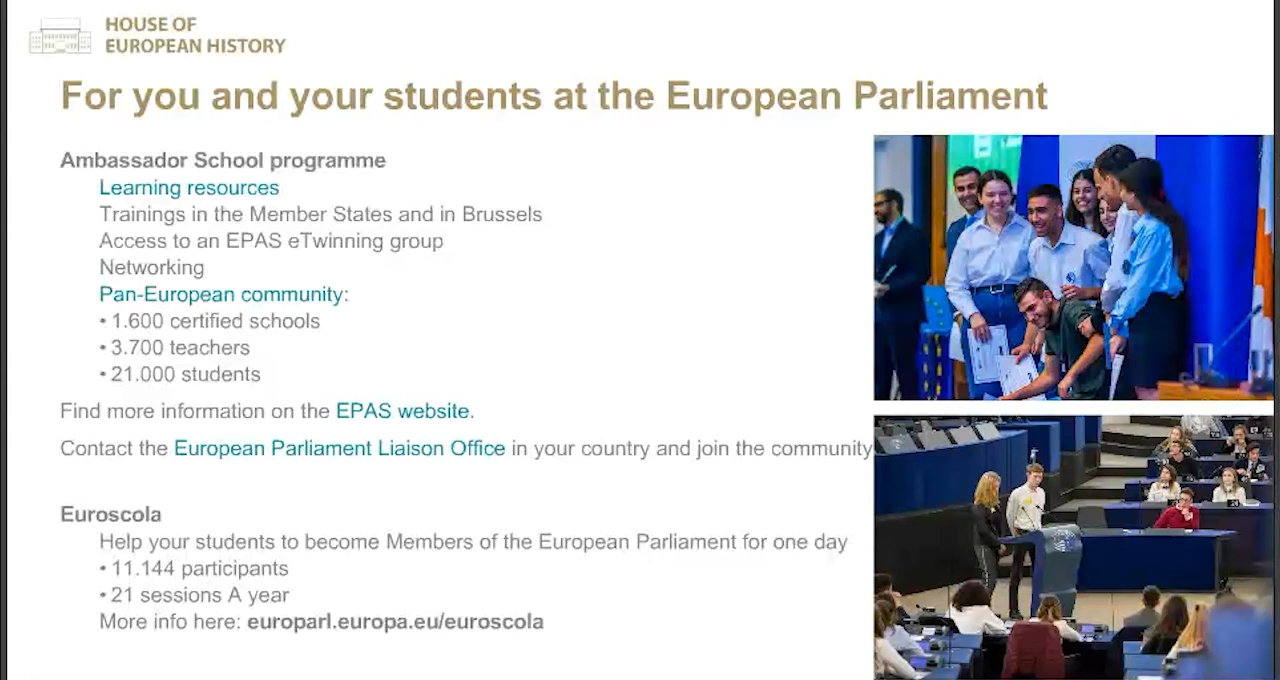 HOUSE OF
EUROPEAN HISTORY
For you and your students at the European Parliament
Ambassador School programme
Learning resources
Trainings in the Member States and in Brussels
Access to an EPAS eTwinning group
Networking
Pan-European community:
• 1.600 certified schools
• 3.700 teachers
• 21.000 students
Find more information on the EPAS website.
Contact the European Parliament Liaison Office in your country and join the community
Euroscola
Help your students to become Members of the European Parliament for one day
• 11.144 participants
• 21 sessions A year
More info here: europarl.europa.eu/euroscola